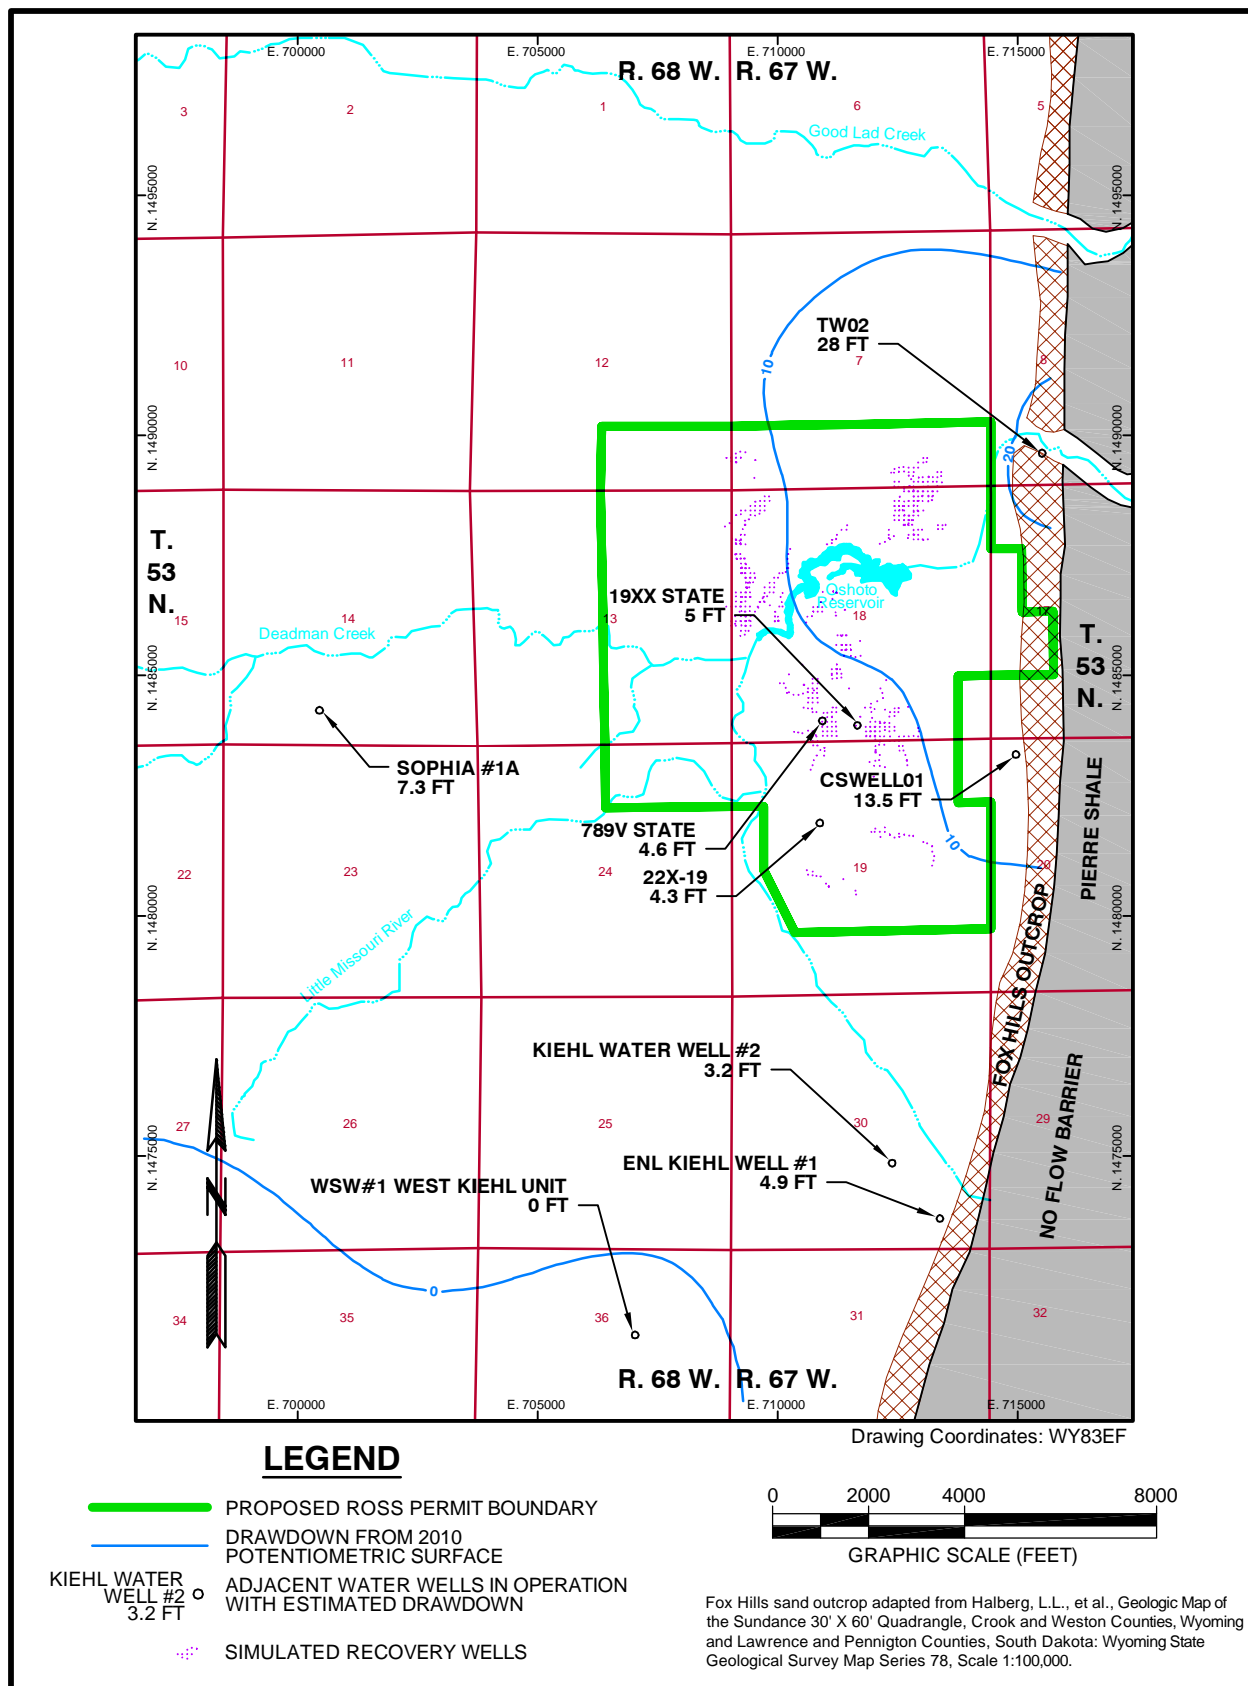 E. 700000
E. 705000
E. 710000
E. 715000
R. 68 W.
R. 67 W.
3
2
1
6
5
Good Lad Creek
N. 1495000
N. 1495000
TW02
28 FT
10
11
12
7
8
10
N. 1490000
N. 1490000
20
T.
53
N.
19XX STATE
5 FT
Oshoto
Reservoir
15
14
13
18
17
Deadman Creek
T.
53
N.
N. 1485000
N. 1485000
SOPHIA #1A
7.3 FT
CSWELL01
13.5 FT
789V STATE
4.6 FT
10
22X-19
4.3 FT
22
23
24
19
20
PIERRE SHALE
N. 1480000
N. 1480000
Little Missouri River
FOX HILLS OUTCROP
KIEHL WATER WELL #2
3.2 FT
27
26
25
30
29
NO FLOW BARRIER
N. 1475000
N. 1475000
ENL KIEHL WELL #1
4.9 FT
WSW#1 WEST KIEHL UNIT
0 FT
N
0
34
35
36
31
32
R. 68 W.
R. 67 W.
E. 700000
E. 705000
E. 710000
E. 715000
Drawing Coordinates: WY83EF
LEGEND
PROPOSED ROSS PERMIT BOUNDARY
DRAWDOWN FROM 2010
POTENTIOMETRIC SURFACE
KIEHL WATER
WELL #2
3.2 FT
ADJACENT WATER WELLS IN OPERATION
WITH ESTIMATED DRAWDOWN
SIMULATED RECOVERY WELLS
0
2000
4000
8000
GRAPHIC SCALE (FEET)
Fox Hills sand outcrop adapted from Halberg, L.L., et al., Geologic Map of
the Sundance 30' X 60' Quadrangle, Crook and Weston Counties, Wyoming
and Lawrence and Pennigton Counties, South Dakota: Wyoming State
Geological Survey Map Series 78, Scale 1:100,000.